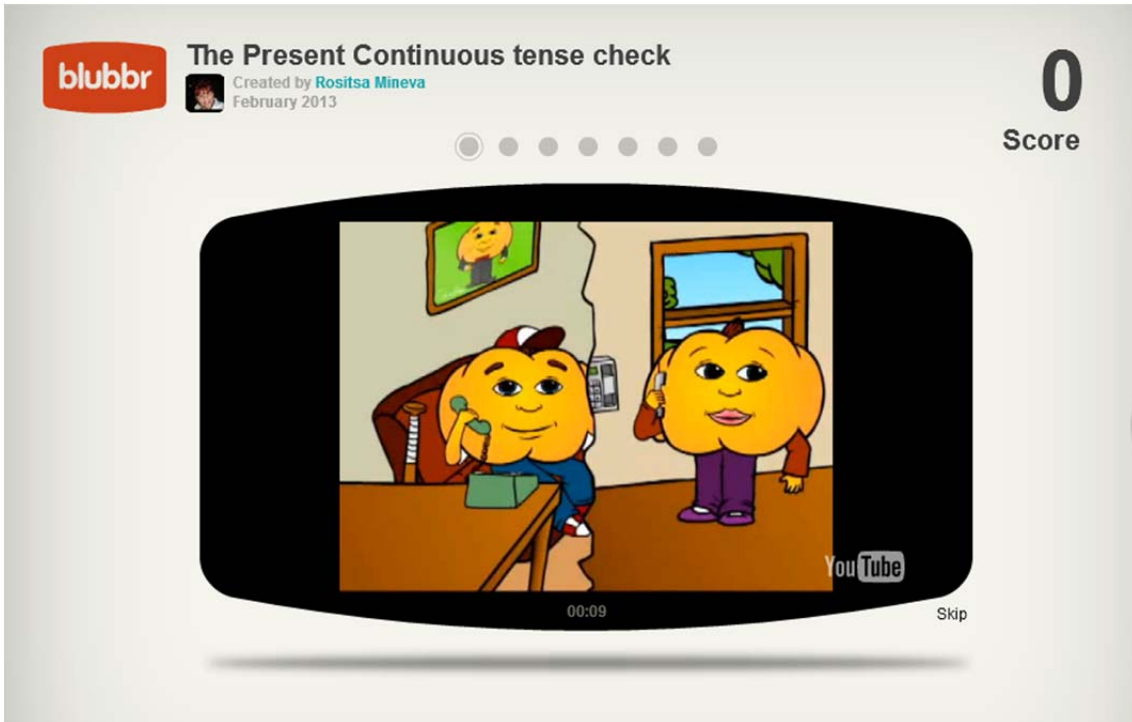 blubbr
The Present Continuous tense check
Created by Rositsa Mineva
February 2013
0
Score
YouTube
00:09
Skip